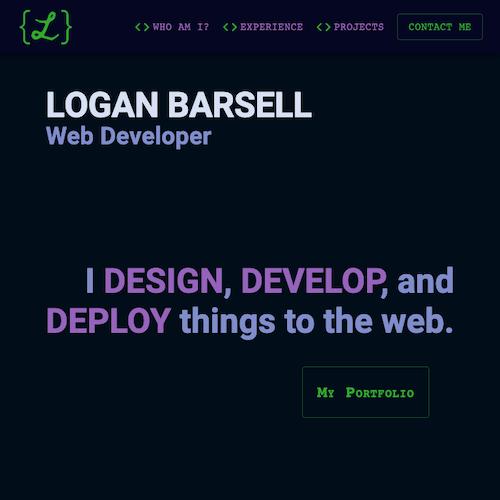 {L}
<> WHO AM I? <> EXPERIENCE <> PROJECTS CONTACT ME
LOGAN BARSELL
Web Developer
I DESIGN, DEVELOP, and
DEPLOY things to the web.
My Portfolio